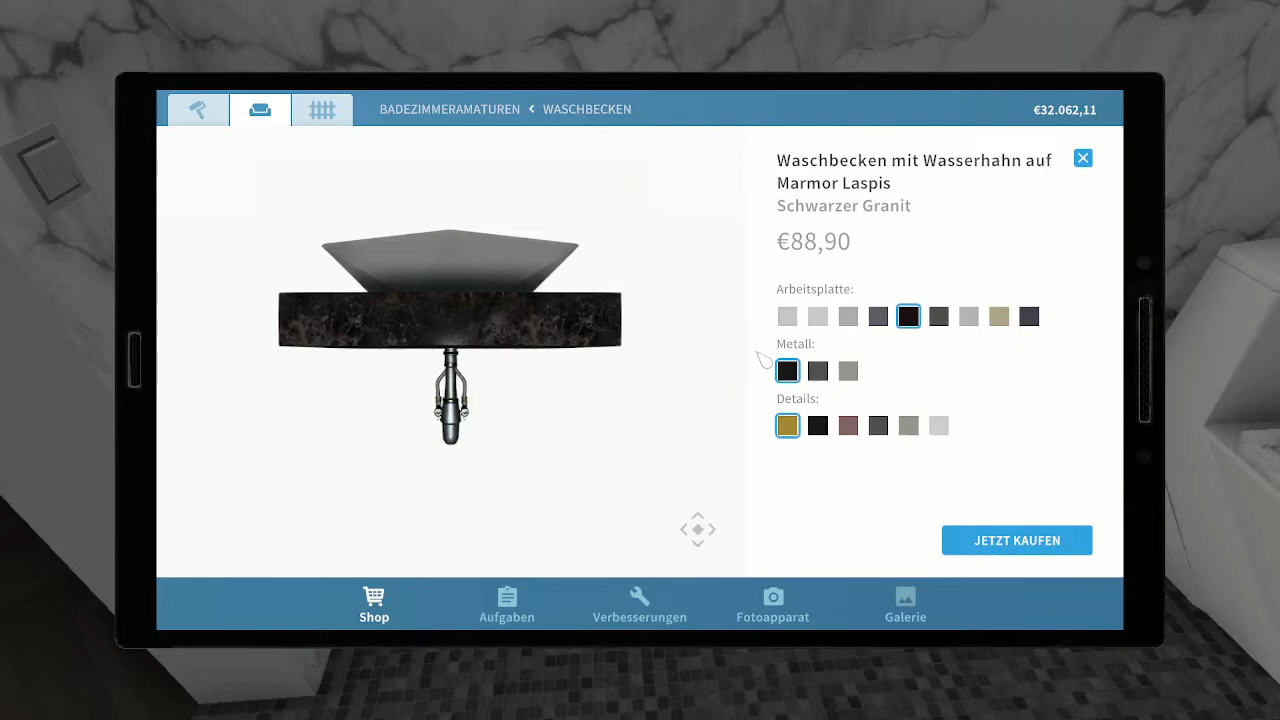 BADEZIMMERAMATUREN < WASCHBECKEN
€32.062,11
Waschbecken mit Wasserhahn auf
Marmor Laspis
Schwarzer Granit
€88,90
Arbeitsplatte:
Metall:
Details:
JETZT KAUFEN
Shop
Aufgaben
Verbesserungen
Fotoapparat
Galerie